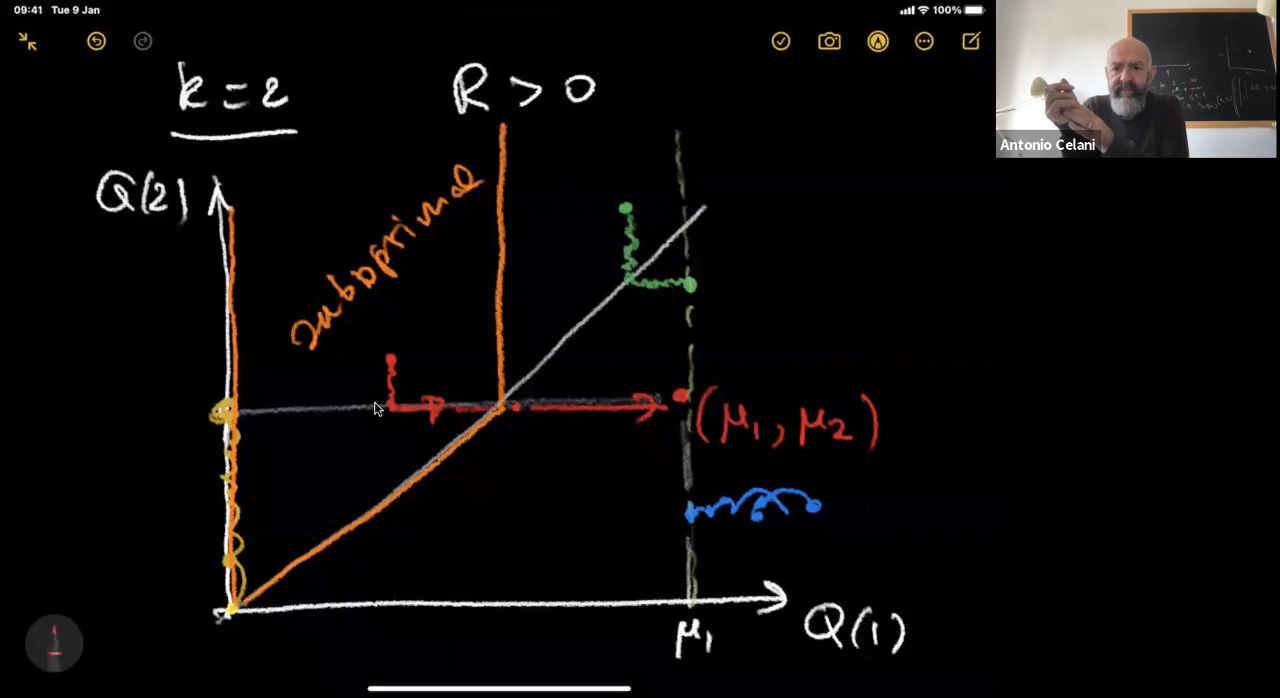 09:41 Tue 9 Jan
100%
k=2
R > 0
Q(2)
suboptimal
(μ1, μ2)
μ1
Q(1)
Antonio Celani